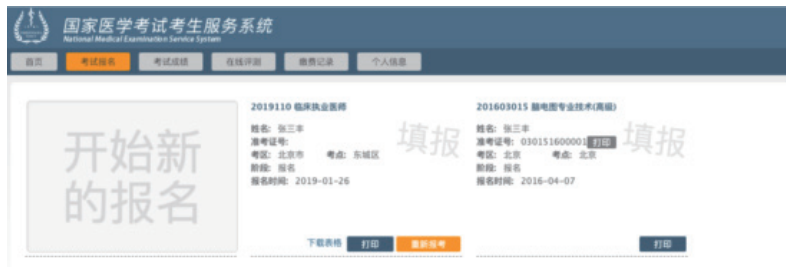 国家医学考试考生服务系统
National Medical Examination Service System
首页 考试报名 考试成绩 在线评测 缴费记录 个人信息
开始新
的报名
2019110 临床执业医师
姓名: 张三丰
准考证号:
考区: 北京市 考点: 东城区
阶段: 报名
报名时间: 2019-01-26
填报
下载表格 打印 重新报考
201603015 脑电图专业技术(高级)
姓名: 张三丰
准考证号: 030151600001 打印
考区: 北京 考点: 北京
阶段: 报名
报名时间: 2016-04-07
填报
打印